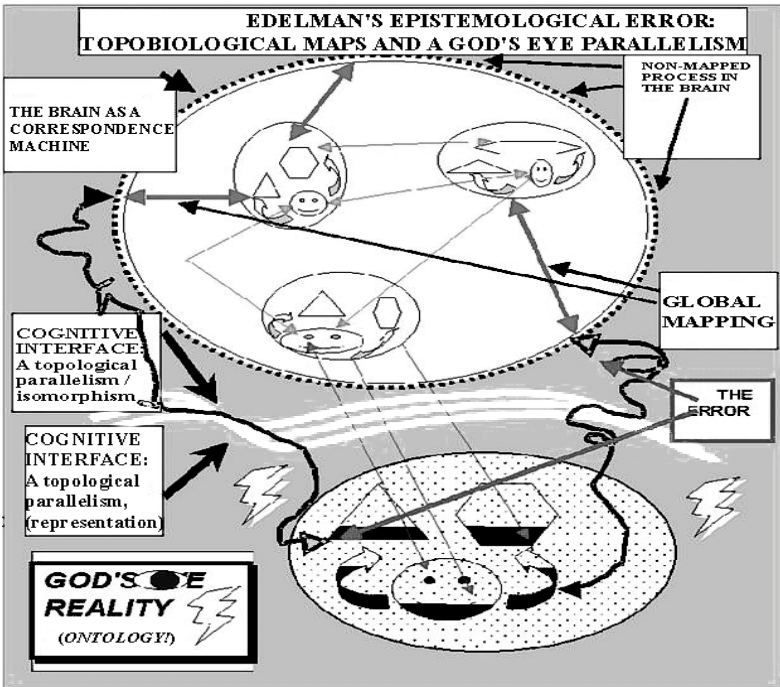 EDELMAN'S EPISTEMOLOGICAL ERROR:
TOPOBIOLOGICAL MAPS AND A GOD'S EYE PARALLELISM
NON-MAPPED
PROCESS IN
THE BRAIN
THE BRAIN AS A
CORRESPONDENCE
MACHINE
GLOBAL
MAPPING
COGNITIVE
INTERFACE:
A topological
parallelism /
isomorphism
THE
ERROR
COGNITIVE
INTERFACE:
A topological
parallelism,
(representation)
GOD'S E
REALITY
(ONTOLOGY!)